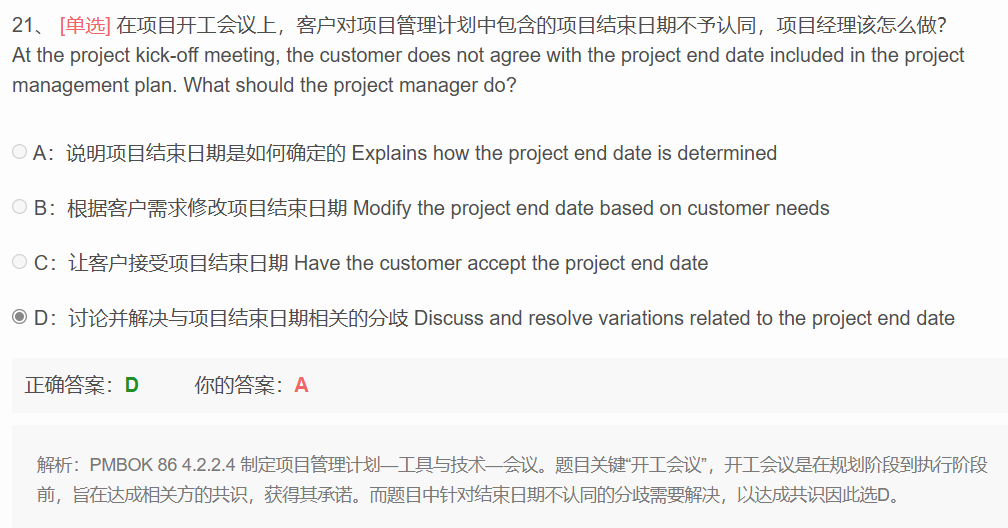 21、 [单选] 在项目开工会议上，客户对项目管理计划中包含的项目结束日期不予认同，项目经理该怎么做？
At the project kick-off meeting, the customer does not agree with the project end date included in the project
management plan. What should the project manager do?
A： 说明项目结束日期是如何确定的 Explains how the project end date is determined
B： 根据客户需求修改项目结束日期 Modify the project end date based on customer needs
C： 让客户接受项目结束日期 Have the customer accept the project end date
D： 讨论并解决与项目结束日期相关的分歧 Discuss and resolve variations related to the project end date
正确答案：D 你的答案：A
解析：PMBOK 86 4.2.2.4 制定项目管理计划—工具与技术—会议。题目关键“开工会议”，开工会议是在规划阶段到执行阶段
前，旨在达成相关方的共识，获得其承诺。而题目中针对结束日期不认同的分歧需要解决，以达成共识因此选D。